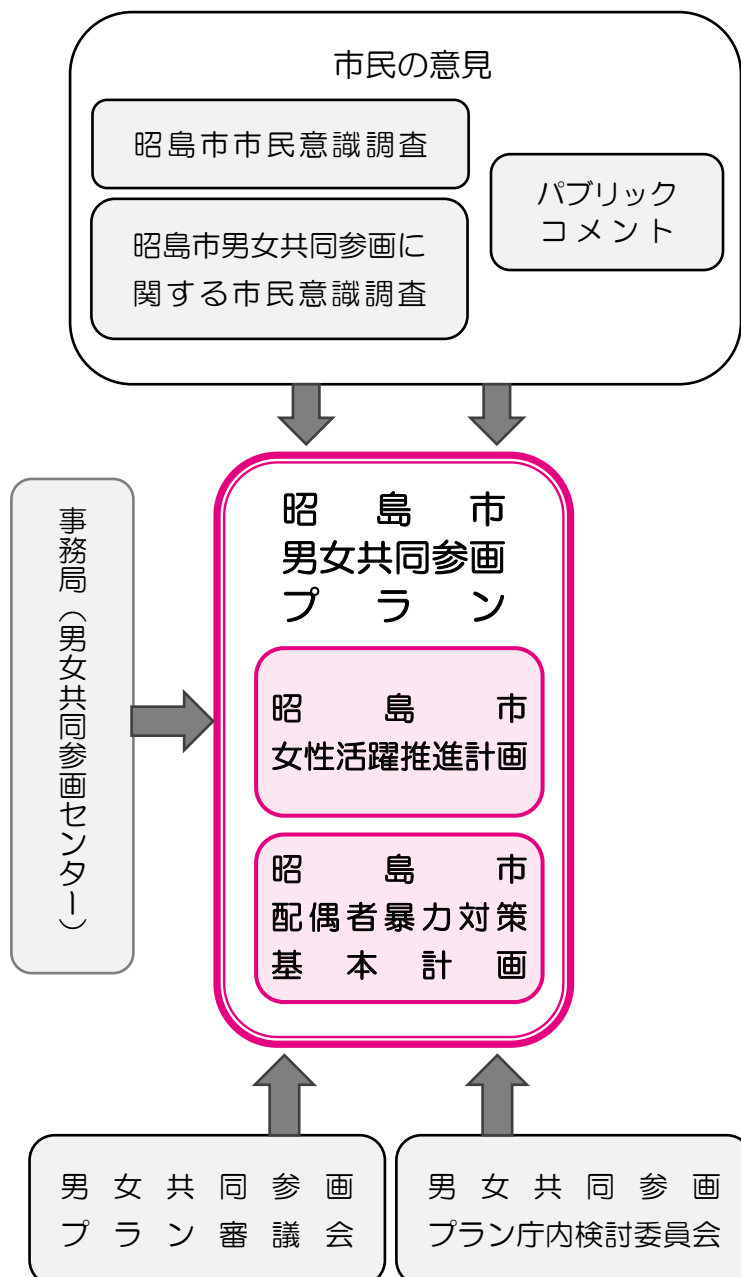 市民の意見
昭島市市民意識調査
昭島市男女共同参画に
関する市民意識調査
パブリック
コメント
事務局（男女共同参画センター）
昭島市
男女共同参画
プラン
昭島市
女性活躍推進計画
昭島市
配偶者暴力対策
基本計画
男女共同参画
プラン審議会
男女共同参画
プラン庁内検討委員会